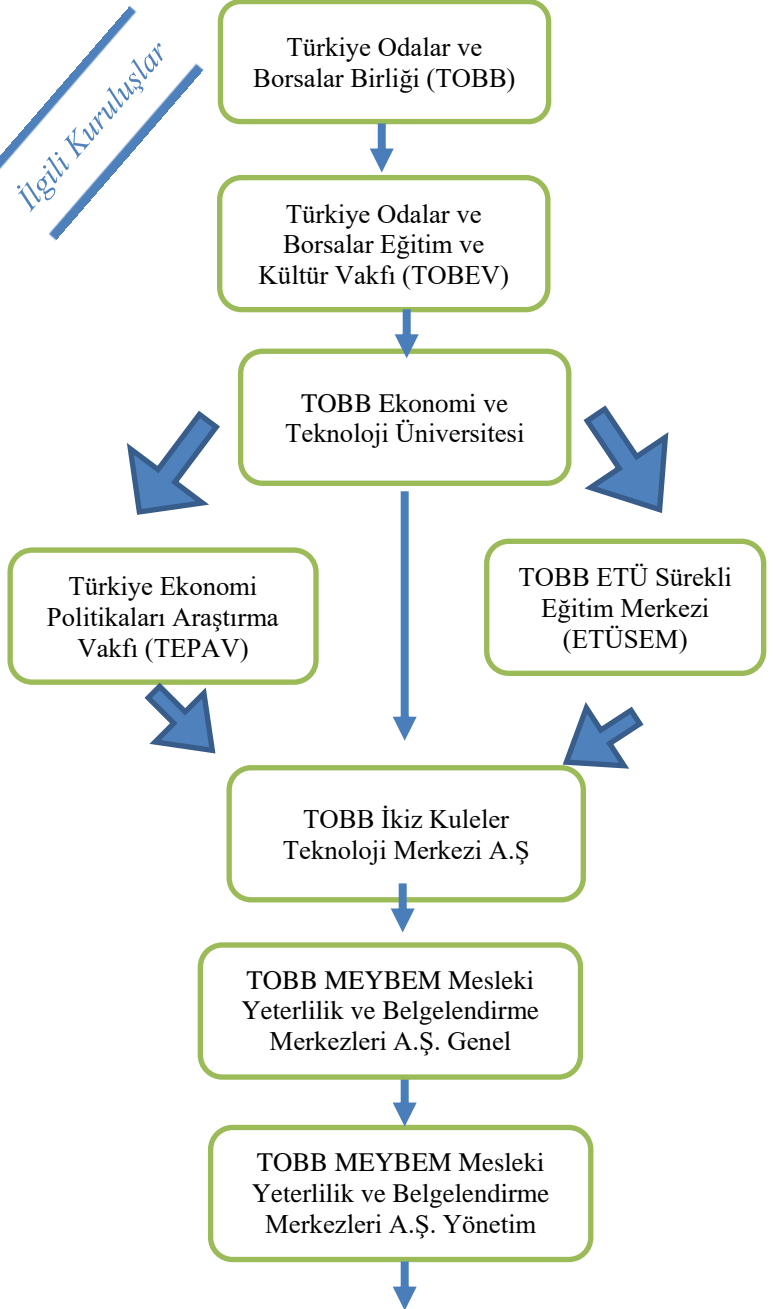 İlgili Kuruluşlar
Türkiye Odalar ve
Borsalar Birliği (TOBB)
Türkiye Odalar ve
Borsalar Eğitim ve
Kültür Vakfı (TOBEV)
TOBB Ekonomi ve
Teknoloji Üniversitesi
Türkiye Ekonomi
Politikaları Araştırma
Vakfı (TEPAV)
TOBB ETÜ Sürekli
Eğitim Merkezi
(ETÜSEM)
TOBB İkiz Kuleler
Teknoloji Merkezi A.Ş
TOBB MEYBEM Mesleki
Yeterlilik ve Belgelendirme
Merkezleri A.Ş. Genel
TOBB MEYBEM Mesleki
Yeterlilik ve Belgelendirme
Merkezleri A.Ş. Yönetim